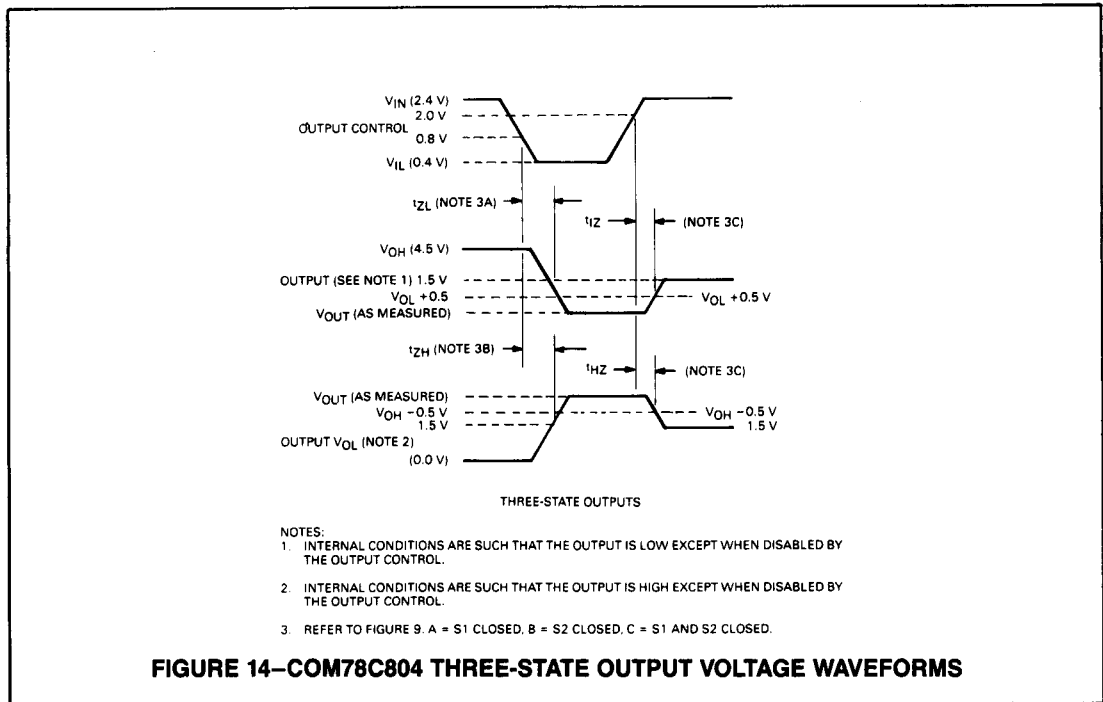 VIN (2.4 V)
2.0 V
OUTPUT CONTROL
0.8 V
VIL (0.4 V)
tZL (NOTE 3A)
tIZ (NOTE 3C)
VOH (4.5 V)
OUTPUT (SEE NOTE 1) 1.5 V
VOL +0.5 VOL +0.5 V
VOUT (AS MEASURED)
tZH (NOTE 3B)
tHZ (NOTE 3C)
VOUT (AS MEASURED)
VOH -0.5 V VOH -0.5 V
1.5 V 1.5 V
OUTPUT VOL (NOTE 2)
(0.0 V)
THREE-STATE OUTPUTS
NOTES:
1. INTERNAL CONDITIONS ARE SUCH THAT THE OUTPUT IS LOW EXCEPT WHEN DISABLED BY
THE OUTPUT CONTROL.
2. INTERNAL CONDITIONS ARE SUCH THAT THE OUTPUT IS HIGH EXCEPT WHEN DISABLED BY
THE OUTPUT CONTROL.
3. REFER TO FIGURE 9. A = S1 CLOSED, B = S2 CLOSED, C = S1 AND S2 CLOSED.
FIGURE 14–COM78C804 THREE-STATE OUTPUT VOLTAGE WAVEFORMS